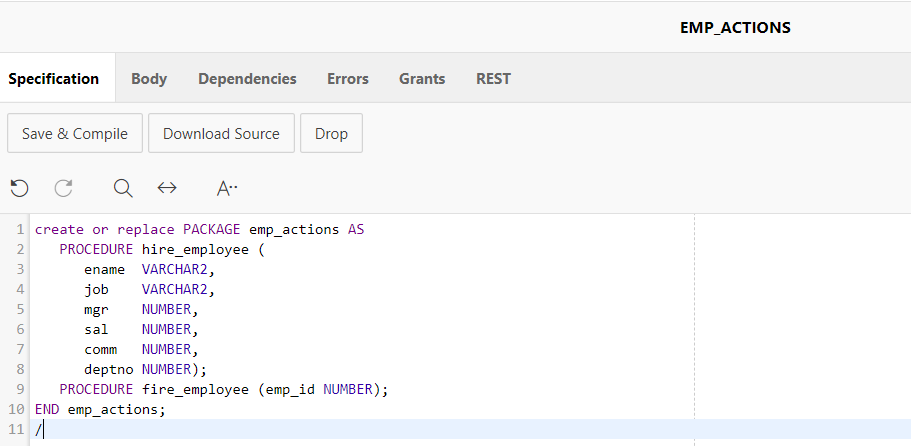 EMP_ACTIONS
Specification Body Dependencies Errors Grants REST
Save & Compile Download Source Drop
A··
1 create or replace PACKAGE emp_actions AS
2    PROCEDURE hire_employee (
3       ename  VARCHAR2,
4       job    VARCHAR2,
5       mgr    NUMBER,
6       sal    NUMBER,
7       comm   NUMBER,
8       deptno NUMBER);
9    PROCEDURE fire_employee (emp_id NUMBER);
10 END emp_actions;
11 /